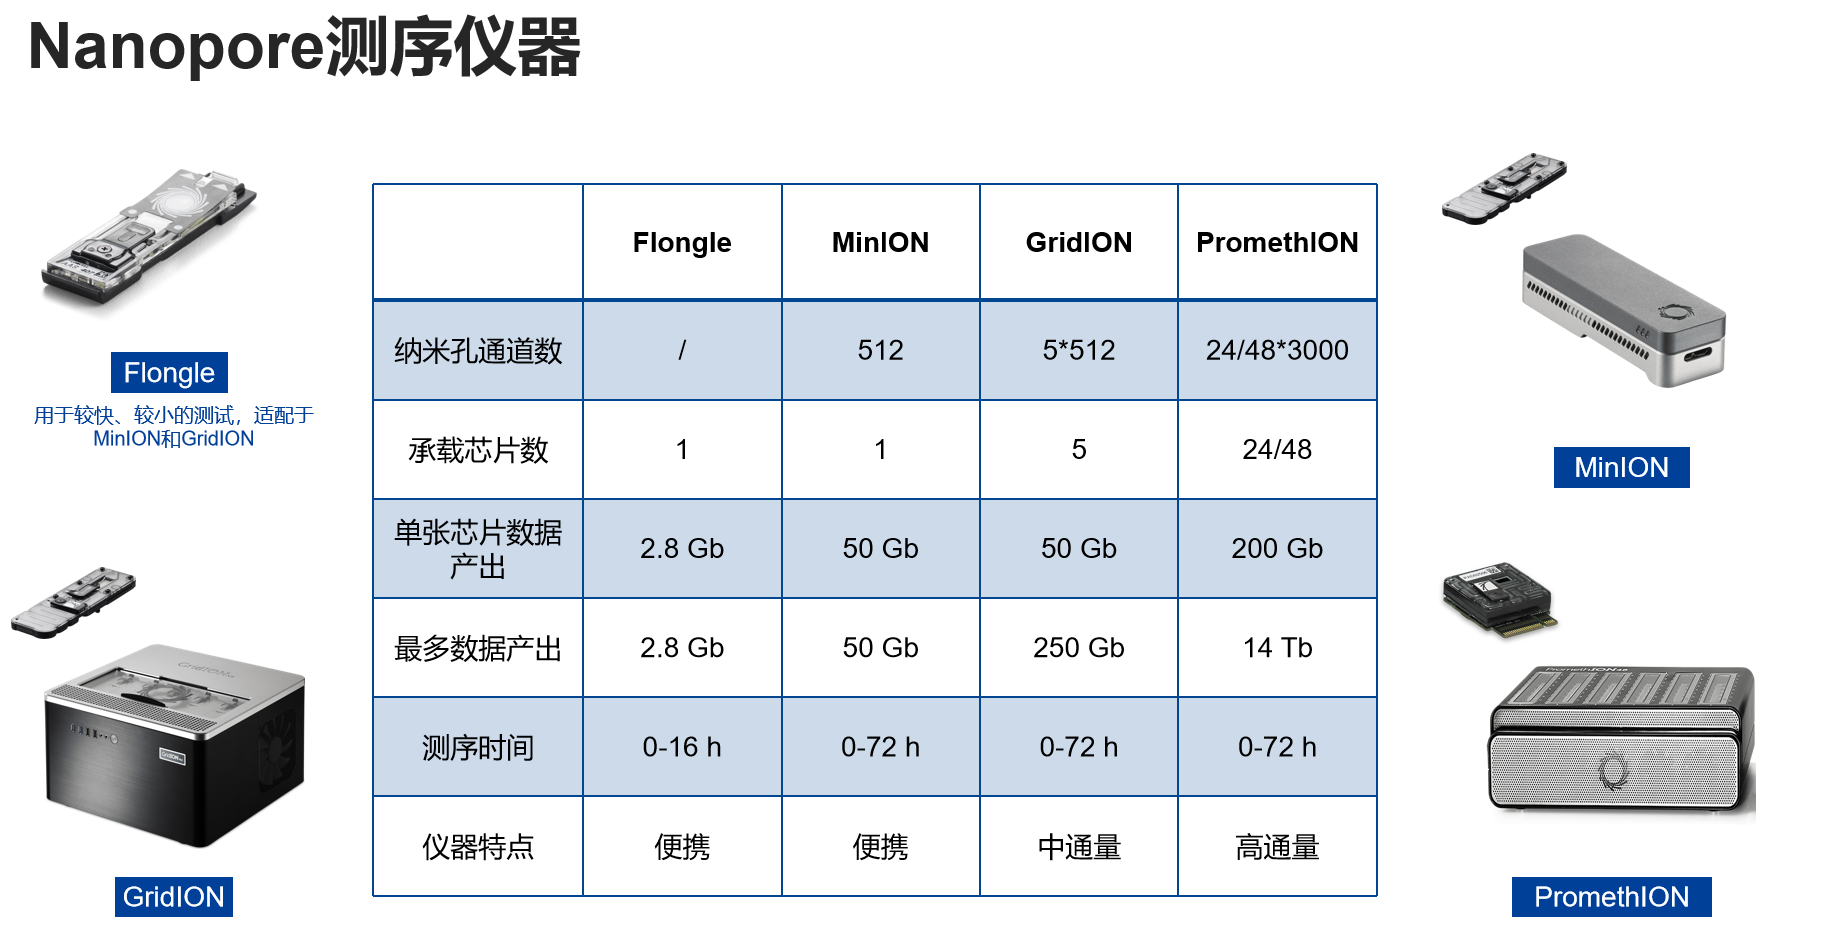 Nanopore测序仪器
Flongle
用于较快、较小的测试，适配于
MinION和GridION
GridION
Flongle MinION GridION PromethION
纳米孔通道数 / 512 5*512 24/48*3000
承载芯片数 1 1 5 24/48
单张芯片数据
产出 2.8 Gb 50 Gb 50 Gb 200 Gb
最多数据产出 2.8 Gb 50 Gb 250 Gb 14 Tb
测序时间 0-16 h 0-72 h 0-72 h 0-72 h
仪器特点 便携 便携 中通量 高通量
MinION
PromethION